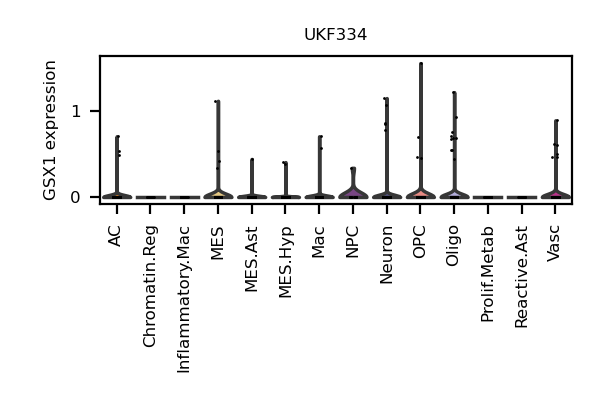 UKF334
GSX1 expression
1
0
AC
Chromatin.Reg
Inflammatory.Mac
MES
MES.Ast
MES.Hyp
Mac
NPC
Neuron
OPC
Oligo
Prolif.Metab
Reactive.Ast
Vasc